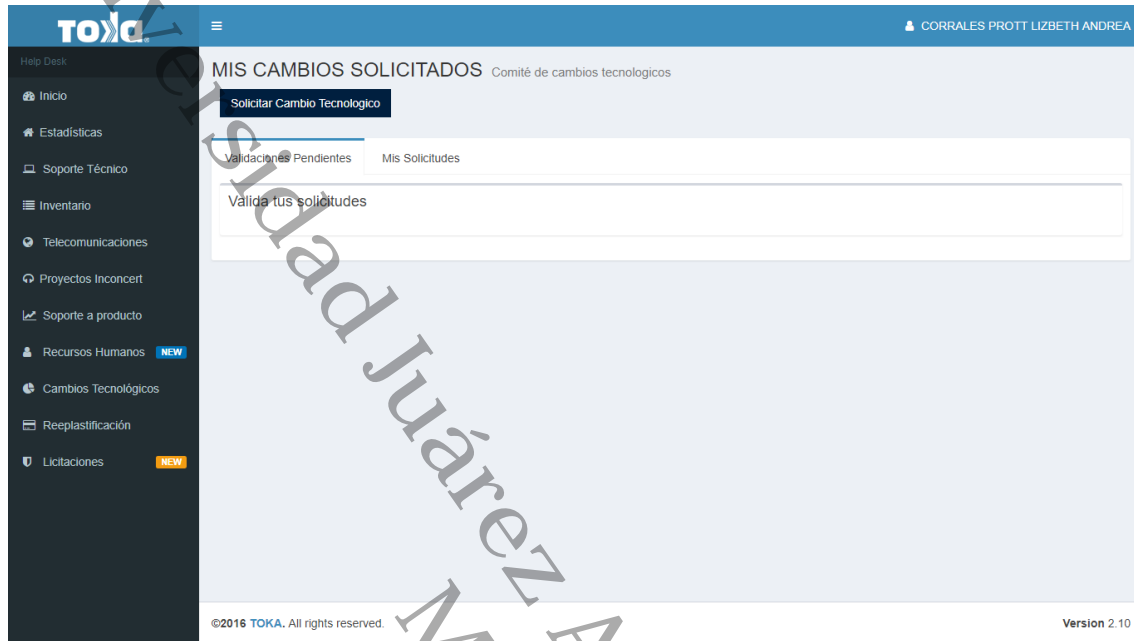 TOKA.
CORRALES PROTT LIZBETH ANDREA
Help Desk
Inicio
Estadísticas
Soporte Técnico
Inventario
Telecomunicaciones
Proyectos Inconcert
Soporte a producto
Recursos Humanos NEW
Cambios Tecnológicos
Reeplastificación
Licitaciones NEW
MIS CAMBIOS SOLICITADOS Comité de cambios tecnologicos
Solicitar Cambio Tecnologico
Validaciones Pendientes Mis Solicitudes
Valida tus solicitudes
©2016 TOKA. All rights reserved.
Version 2.10
versidad Juárez A
M